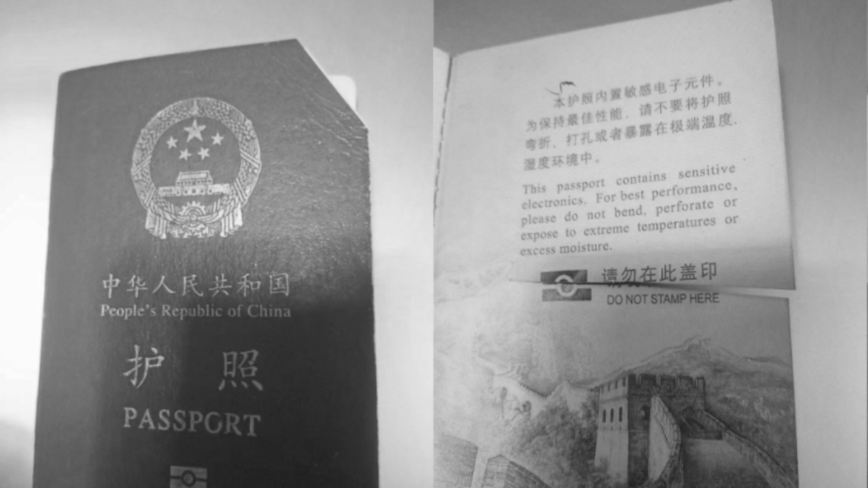 中华人民共和国
People's Republic of China
护照
PASSPORT
本护照内置敏感电子元件。
为保持最佳性能，请不要将护照
弯折、打孔或者暴露在极端温度、
湿度环境中。
This passport contains sensitive
electronics. For best performance,
please do not bend, perforate or
expose to extreme temperatures or
excess moisture.
请勿在此盖印
DO NOT STAMP HERE